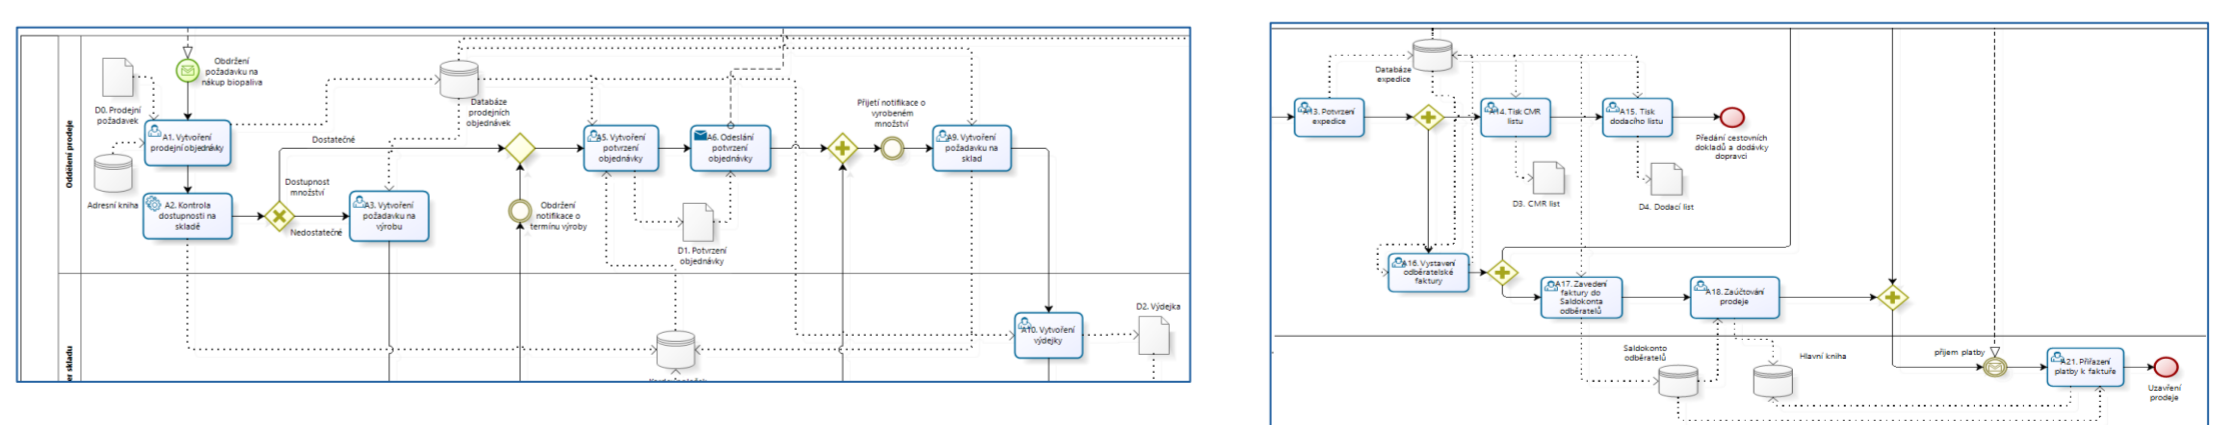 Oddělení prodeje
er skladu
Obdržení
požadavku na
nákup biopaliva
D0. Prodejní
požadavek
A1. Vytvoření
prodejní objednávky
Adresní kniha
A2. Kontrola
dostupnosti na
skladě
Dostatečné
Dostupnost
množství
Nedostatečné
A3. Vytvoření
požadavku na
výrobu
Databáze
prodejních
objednávek
Obdržení
notifikace o
termínu výroby
A5. Vytvoření
potvrzení
objednávky
A6. Odeslání
potvrzení
objednávky
D1. Potvrzení
objednávky
Přijetí notifikace o
vyrobeném
množství
A9. Vytvoření
požadavku na
sklad
A10. Vytvoření
výdejky
D2. Výdejka
Databáze
expedice
A13. Potvrzení
expedice
A14. Tisk CMR
listu
A15. Tisk
dodacího listu
Předání cestovních
dokladů a dodávky
dopravci
D3. CMR list
D4. Dodací list
A16. Vystavení
odběratelské
faktury
A17. Zavedení
faktury do
Saldokonta
odběratelů
A18. Zaúčtování
prodeje
Saldokonto
odběratelů
Hlavní kniha
příjem platby
A21. Přiřazení
platby k faktuře
Uzavření
prodeje